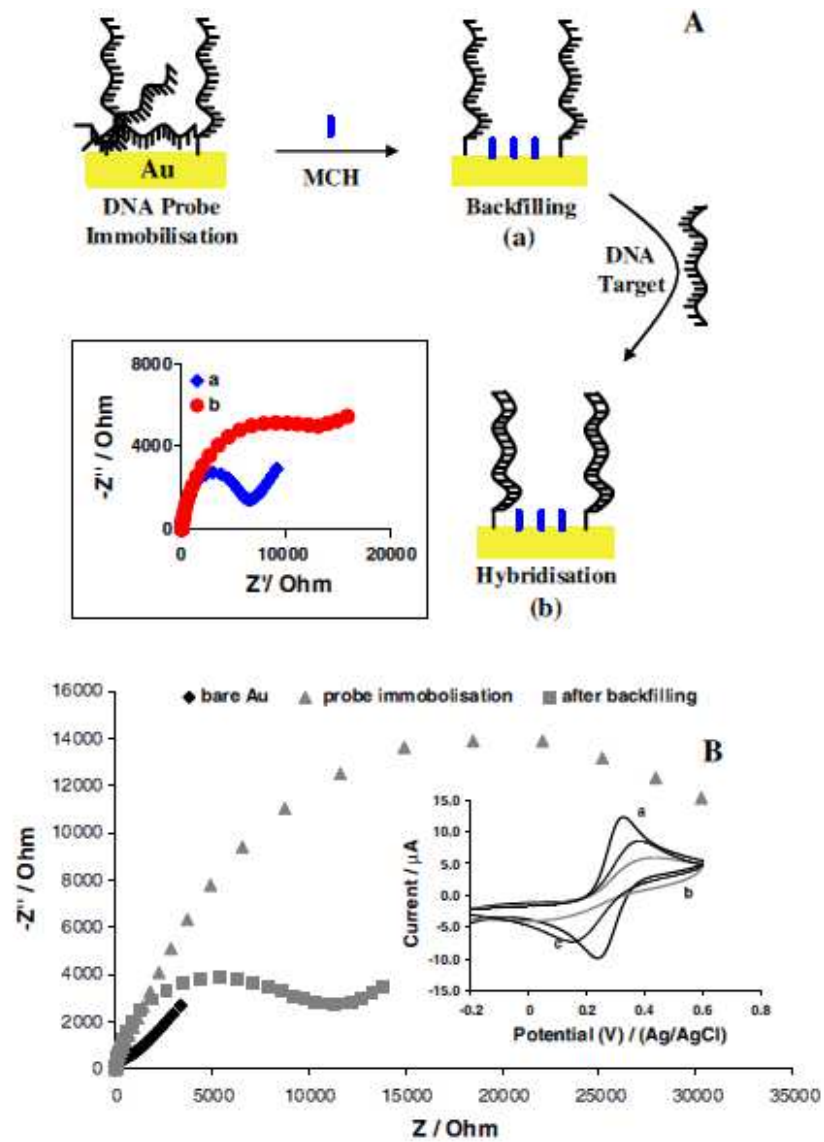 A
Au
DNA Probe
Immobilisation
MCH
Backfilling
(a)
DNA
Target
8000
4000
0
a
b
-Z'' / Ohm
0 10000 20000
Z'/ Ohm
Hybridisation
(b)
16000
14000
12000
10000
8000
6000
4000
2000
0
-Z'' / Ohm
bare Au probe immobolisation after backfilling
B
15.0
10.0
5.0
0.0
-5.0
-10.0
-15.0
Current / µA
a
b
c
-0.2 0 0.2 0.4 0.6 0.8
Potential (V) / (Ag/AgCl)
0 5000 10000 15000 20000 25000 30000 35000
Z / Ohm